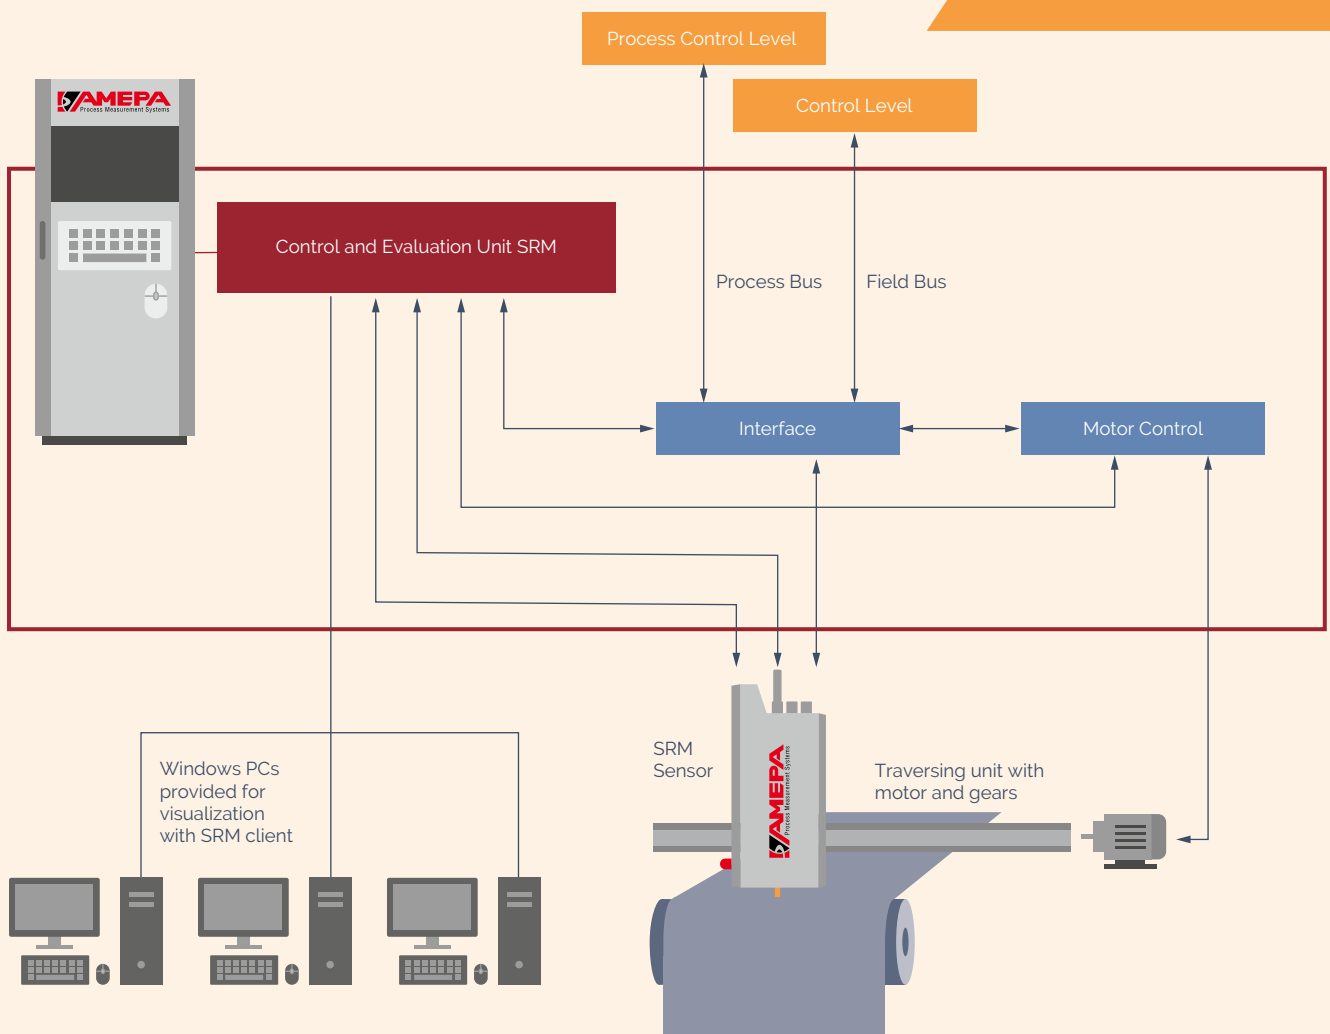 Process Control Level
Control Level
AMEPA
Process Measurement Systems
Control and Evaluation Unit SRM
Process Bus
Field Bus
Interface
Motor Control
SRM
Sensor
AMEPA
Process Measurement Systems
Traversing unit with
motor and gears
Windows PCs
provided for
visualization
with SRM client